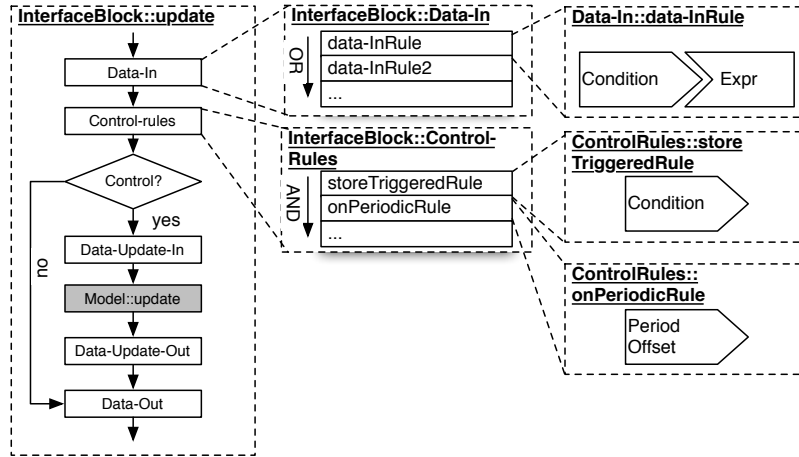 InterfaceBlock::update
Data-In
Control-rules
Control?
yes
no
Data-Update-In
Model::update
Data-Update-Out
Data-Out
InterfaceBlock::Data-In
OR
data-InRule
data-InRule2
...
InterfaceBlock::Control-
Rules
AND
storeTriggeredRule
onPeriodicRule
...
Data-In::data-InRule
Condition
Expr
ControlRules::store
TriggeredRule
Condition
ControlRules::
onPeriodicRule
Period
Offset